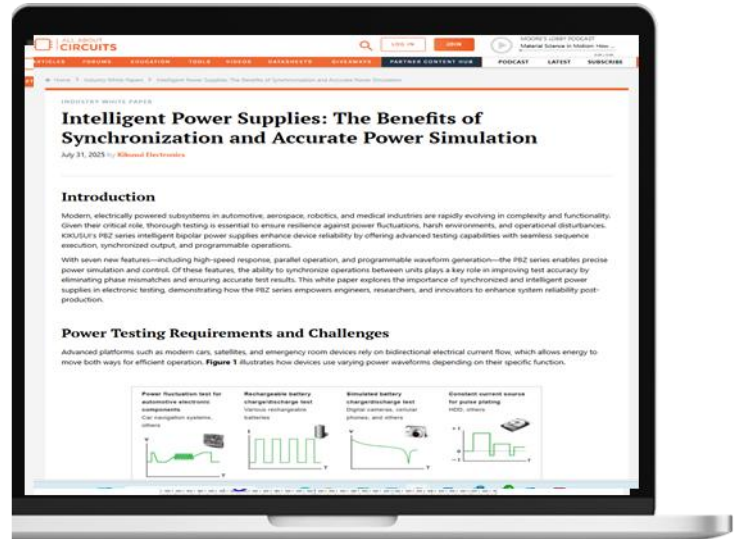 ALL ABOUT
CIRCUITS
LOG IN
JOIN
MOORE'S LOBBY PODCAST
Material Science in Motion: How ...
ARTICLES FORUMS EDUCATION TOOLS VIDEOS DATASHEETS GIVEAWAYS PARTNER CONTENT HUB PODCAST LATEST SUBSCRIBE
Home > Industry White Papers > Intelligent Power Supplies: The Benefits of Synchronization and Accurate Power Simulation
INDUSTRY WHITE PAPER
Intelligent Power Supplies: The Benefits of
Synchronization and Accurate Power Simulation
July 31, 2025 by Kikusui Electronics
Introduction
Modern, electrically powered subsystems in automotive, aerospace, robotics, and medical industries are rapidly evolving in complexity and functionality.
Given their critical role, thorough testing is essential to ensure resilience against power fluctuations, harsh environments, and operational disturbances.
KIKUSUI's PBZ series intelligent bipolar power supplies enhance device reliability by offering advanced testing capabilities with seamless sequence
execution, synchronized output, and programmable operations.
With seven new features—including high-speed response, parallel operation, and programmable waveform generation—the PBZ series enables precise
power simulation and control. Of these features, the ability to synchronize operations between units plays a key role in improving test accuracy by
eliminating phase mismatches and ensuring accurate test results. This white paper explores the importance of synchronized and intelligent power
supplies in electronic testing, demonstrating how the PBZ series empowers engineers, researchers, and innovators to enhance system reliability post-
production.
Power Testing Requirements and Challenges
Advanced platforms such as modern cars, satellites, and emergency room devices rely on bidirectional electrical current flow, which allows energy to
move both ways for efficient operation. Figure 1 illustrates how devices use varying power waveforms depending on their specific function.
Power fluctuation test for
automotive electronic
components
Car navigation systems,
others
V
T
Rechargeable battery
charge/discharge test
Various rechargeable
batteries
I
T
Simulated battery
charge/discharge test
Digital cameras, cellular
phones, and others
V
T
Constant current source
for pulse plating
HDD, others
+I
0
−I
T